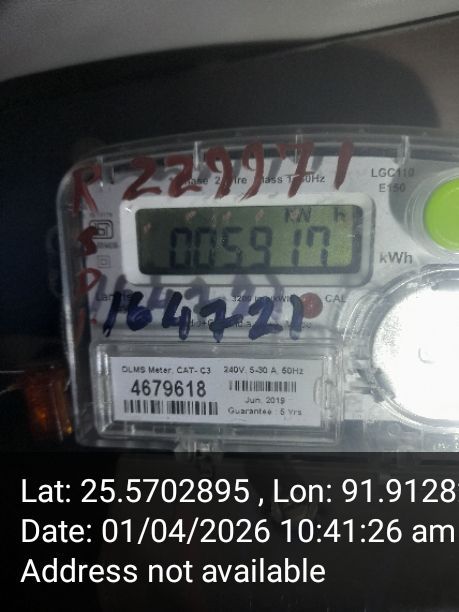 R 229971
LGC110
E150
KW h
005917
kWh
CAL
164721
DLMS Meter, CAT- C3
240V, 5-30 A, 50Hz
4679618
Jun, 2019
Guarantee : 5 Yrs
Lat: 25.5702895 , Lon: 91.9128
Date: 01/04/2026 10:41:26 am
Address not available